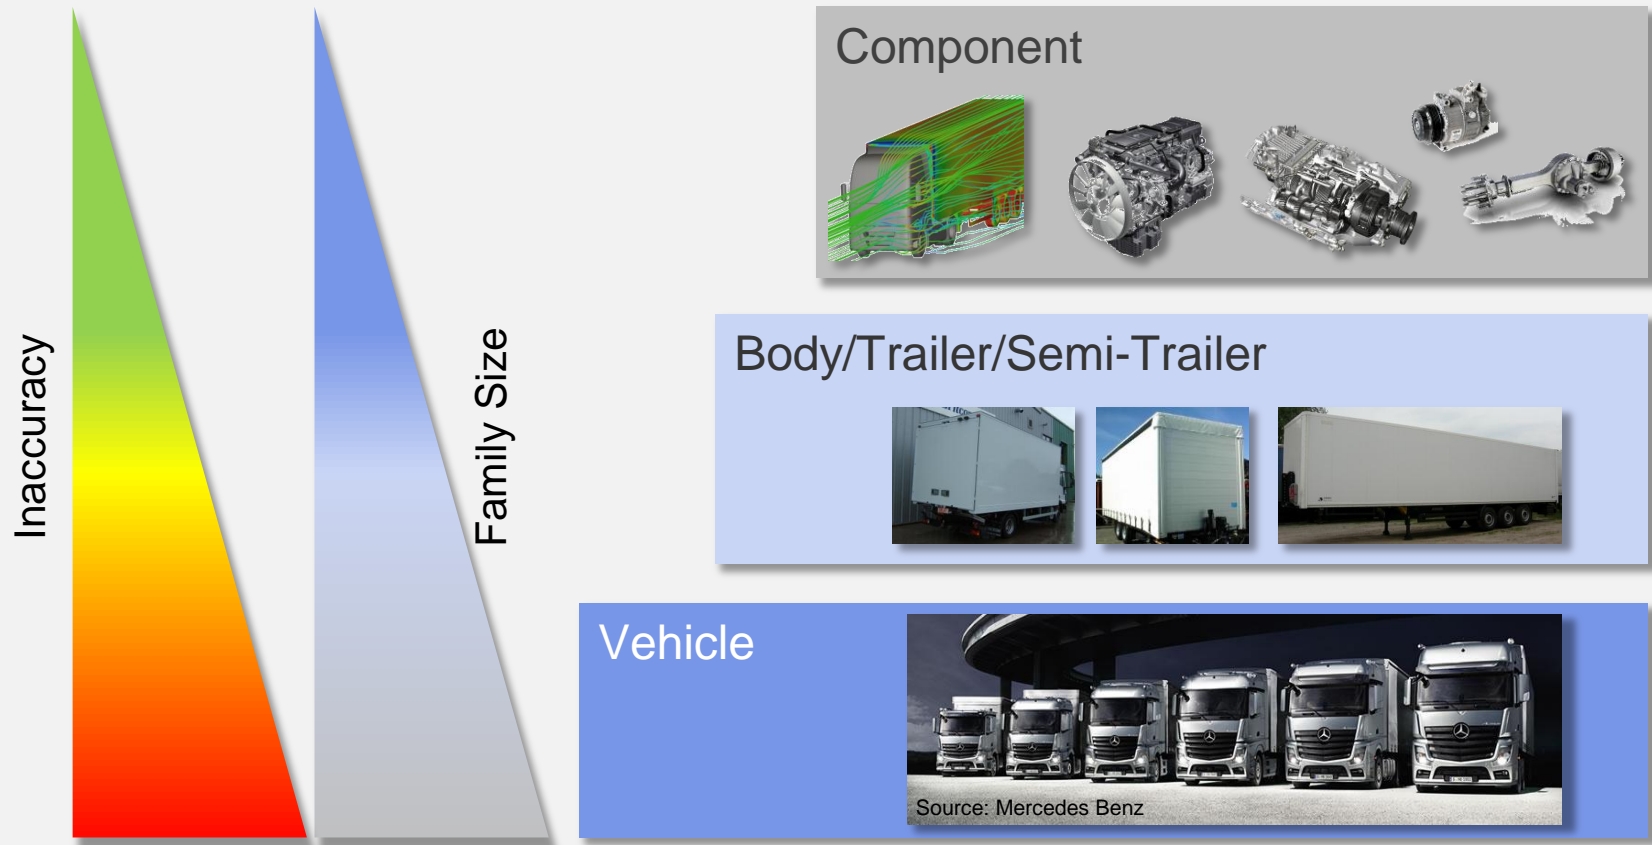 Component
Inaccuracy
Family Size
Body/Trailer/Semi-Trailer
Vehicle
Source: Mercedes Benz